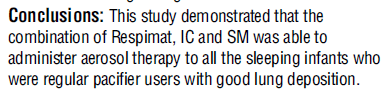 Conclusions: This study demonstrated that the
combination of Respimat, IC and SM was able to
administer aerosol therapy to all the sleeping infants who
were regular pacifier users with good lung deposition.